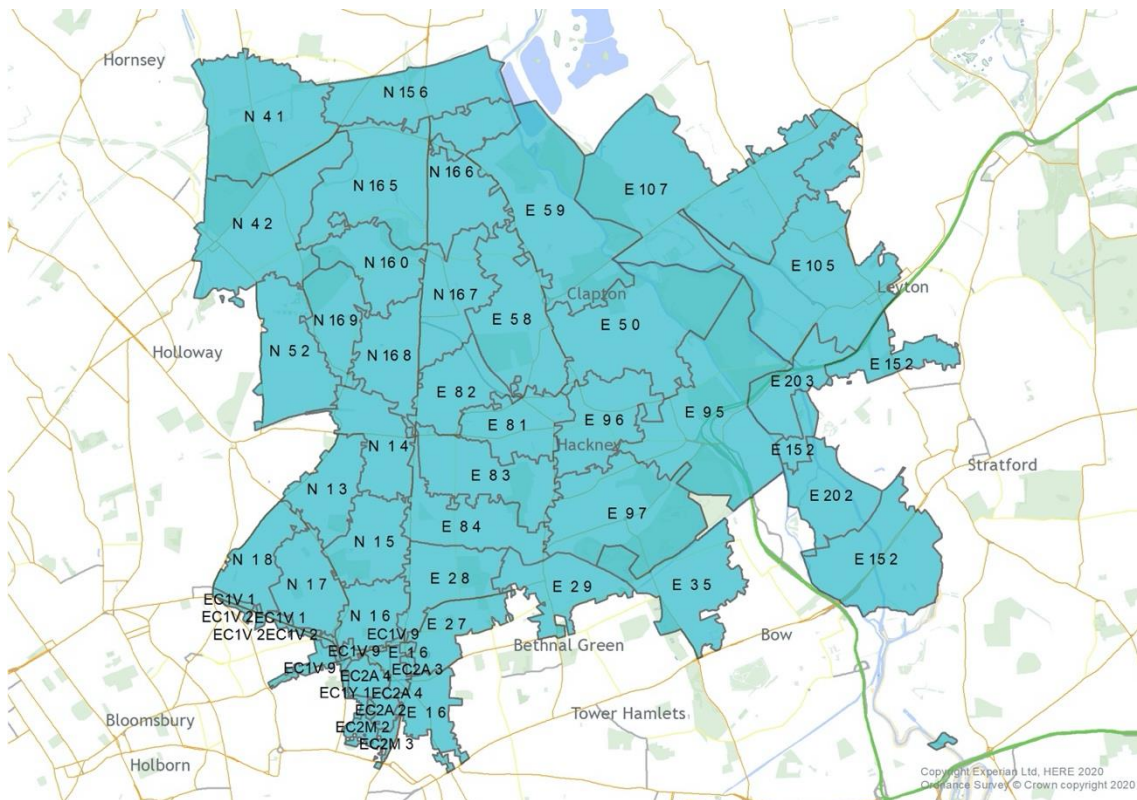 Hornsey
N 15 6
N 4 1
N 16 6
N 16 5
E 10 7
E 5 9
N 4 2
N 16 0
E 10 5
Leyton
N 16 7
Clapton
N 16 9
E 5 8
E 5 0
Holloway
N 5 2
N 16 8
E 15 2
E 20 3
E 8 2
E 9 5
E 8 1
E 9 6
Hackney
N 1 4
E 15 2
Stratford
E 8 3
N 1 3
E 20 2
E 9 7
E 8 4
N 1 5
N 1 8
E 15 2
E 2 8
N 1 7
E 2 9
E 3 5
EC1V 1
EC1V 2
EC1V 1
N 1 6
E 2 7
EC1V 2
EC1V 2
EC1V 9
Bow
Bethnal Green
EC1V 9
E 1 6
EC1V 9
EC2A 3
EC2A 4
EC1Y 1
EC2A 4
EC2A 2
E 1 6
Tower Hamlets
Bloomsbury
EC2M 2
EC2M 3
Holborn
Copyright Experian Ltd, HERE 2020
Ordnance Survey © Crown copyright 2020